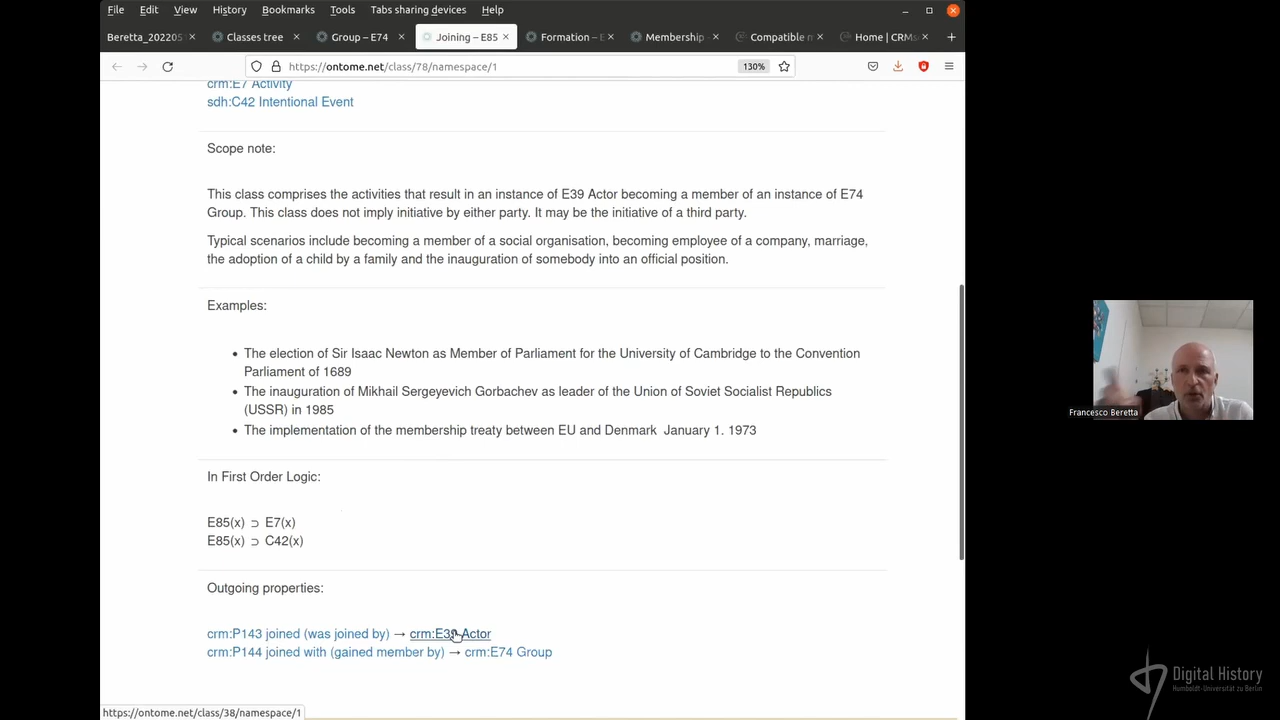 File Edit View History Bookmarks Tools Tabs sharing devices Help
Beretta_202205 Classes tree Group – E74 Joining – E85 Formation – E Membership Compatible m Home | CRMs
https://ontome.net/class/78/namespace/1 130%
crm:E7 Activity
sdh:C42 Intentional Event
Scope note:
This class comprises the activities that result in an instance of E39 Actor becoming a member of an instance of E74
Group. This class does not imply initiative by either party. It may be the initiative of a third party.
Typical scenarios include becoming a member of a social organisation, becoming employee of a company, marriage,
the adoption of a child by a family and the inauguration of somebody into an official position.
Examples:
• The election of Sir Isaac Newton as Member of Parliament for the University of Cambridge to the Convention
Parliament of 1689
• The inauguration of Mikhail Sergeyevich Gorbachev as leader of the Union of Soviet Socialist Republics
(USSR) in 1985
• The implementation of the membership treaty between EU and Denmark January 1. 1973
In First Order Logic:
E85(x) ⊃ E7(x)
E85(x) ⊃ C42(x)
Outgoing properties:
crm:P143 joined (was joined by) → crm:E39 Actor
crm:P144 joined with (gained member by) → crm:E74 Group
https://ontome.net/class/38/namespace/1
Francesco Beretta
Digital History
Humboldt-Universität zu Berlin